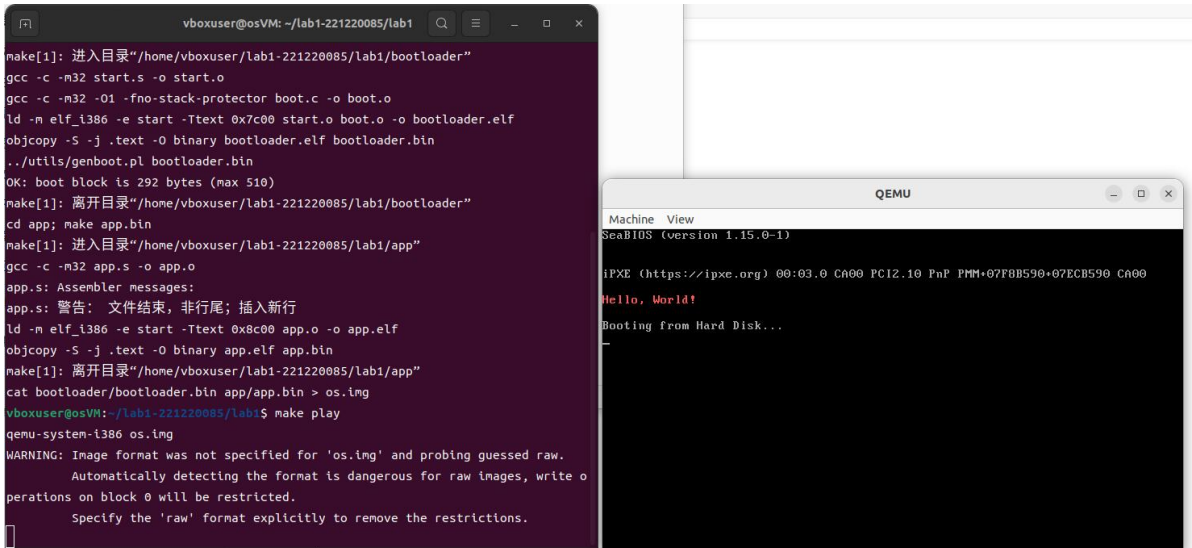 vboxuser@osVM: ~/lab1-221220085/lab1
make[1]: 进入目录“/home/vboxuser/lab1-221220085/lab1/bootloader”
gcc -c -m32 start.s -o start.o
gcc -c -m32 -O1 -fno-stack-protector boot.c -o boot.o
ld -m elf_i386 -e start -Ttext 0x7c00 start.o boot.o -o bootloader.elf
objcopy -S -j .text -O binary bootloader.elf bootloader.bin
../utils/genboot.pl bootloader.bin
OK: boot block is 292 bytes (max 510)
make[1]: 离开目录“/home/vboxuser/lab1-221220085/lab1/bootloader”
cd app; make app.bin
make[1]: 进入目录“/home/vboxuser/lab1-221220085/lab1/app”
gcc -c -m32 app.s -o app.o
app.s: Assembler messages:
app.s: 警告： 文件结束，非行尾；插入新行
ld -m elf_i386 -e start -Ttext 0x8c00 app.o -o app.elf
objcopy -S -j .text -O binary app.elf app.bin
make[1]: 离开目录“/home/vboxuser/lab1-221220085/lab1/app”
cat bootloader/bootloader.bin app/app.bin > os.img
vboxuser@osVM:~/lab1-221220085/lab1$ make play
qemu-system-i386 os.img
WARNING: Image format was not specified for 'os.img' and probing guessed raw.
Automatically detecting the format is dangerous for raw images, write o
perations on block 0 will be restricted.
Specify the 'raw' format explicitly to remove the restrictions.
QEMU
Machine View
SeaBIOS (version 1.15.0-1)
iPXE (https://ipxe.org) 00:03.0 CA00 PCI2.10 PnP PMM+07F8B590+07ECB590 CA00
Hello, World!
Booting from Hard Disk...